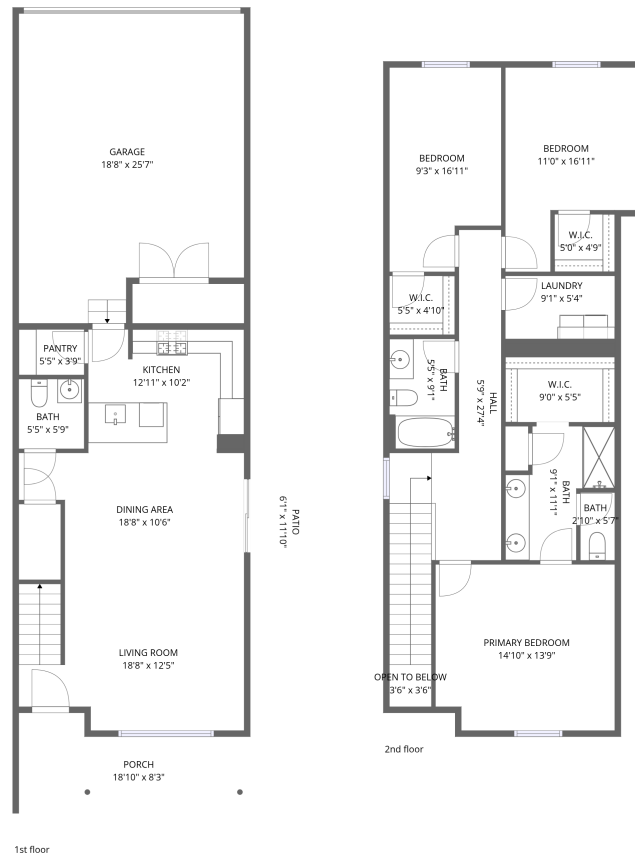 GARAGE
18'8" x 25'7"
PANTRY
5'5" x 3'9"
KITCHEN
12'11" x 10'2"
BATH
5'5" x 5'9"
DINING AREA
18'8" x 10'6"
PATIO
6'1" x 11'10"
LIVING ROOM
18'8" x 12'5"
PORCH
18'10" x 8'3"
1st floor
BEDROOM
9'3" x 16'11"
BEDROOM
11'0" x 16'11"
W.I.C.
5'0" x 4'9"
W.I.C.
5'5" x 4'10"
LAUNDRY
9'1" x 5'4"
BATH
5'5" x 9'1"
HALL
5'9" x 27'4"
W.I.C.
9'0" x 5'5"
BATH
9'1" x 11'1"
BATH
2'10" x 5'7"
PRIMARY BEDROOM
14'10" x 13'9"
OPEN TO BELOW
3'6" x 3'6"
2nd floor